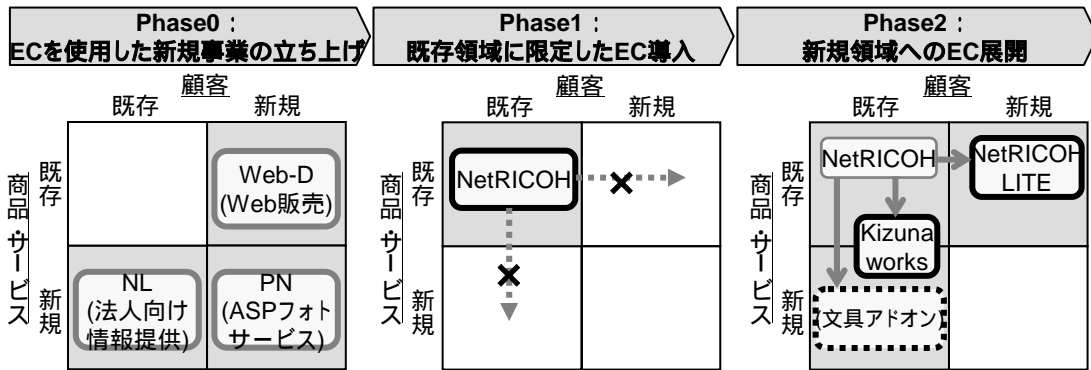 Phase0：
ECを使用した新規事業の立ち上げ
顧客
既存 新規
商品・サービス
既存
新規
Web-D
(Web販売)
NL
(法人向け
情報提供)
PN
(ASPフォト
サービス)
Phase1：
既存領域に限定したEC導入
顧客
既存 新規
商品・サービス
既存
新規
NetRICOH
Phase2：
新規領域へのEC展開
顧客
既存 新規
商品・サービス
既存
新規
NetRICOH
NetRICOH
LITE
Kizuna
works
(文具アドオン)